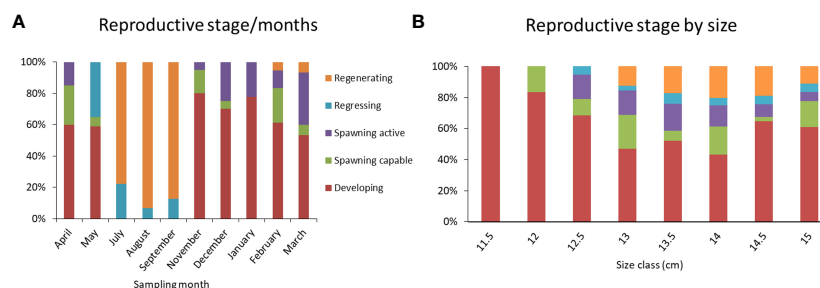 A
Reproductive stage/months
100%
80%
60%
40%
20%
0%
April
May
July
August
September
November
December
January
February
March
Sampling month
Regenerating
Regressing
Spawning active
Spawning capable
Developing
B
Reproductive stage by size
100%
80%
60%
40%
20%
0%
11.5
12
12.5
13
13.5
14
14.5
15
Size class (cm)